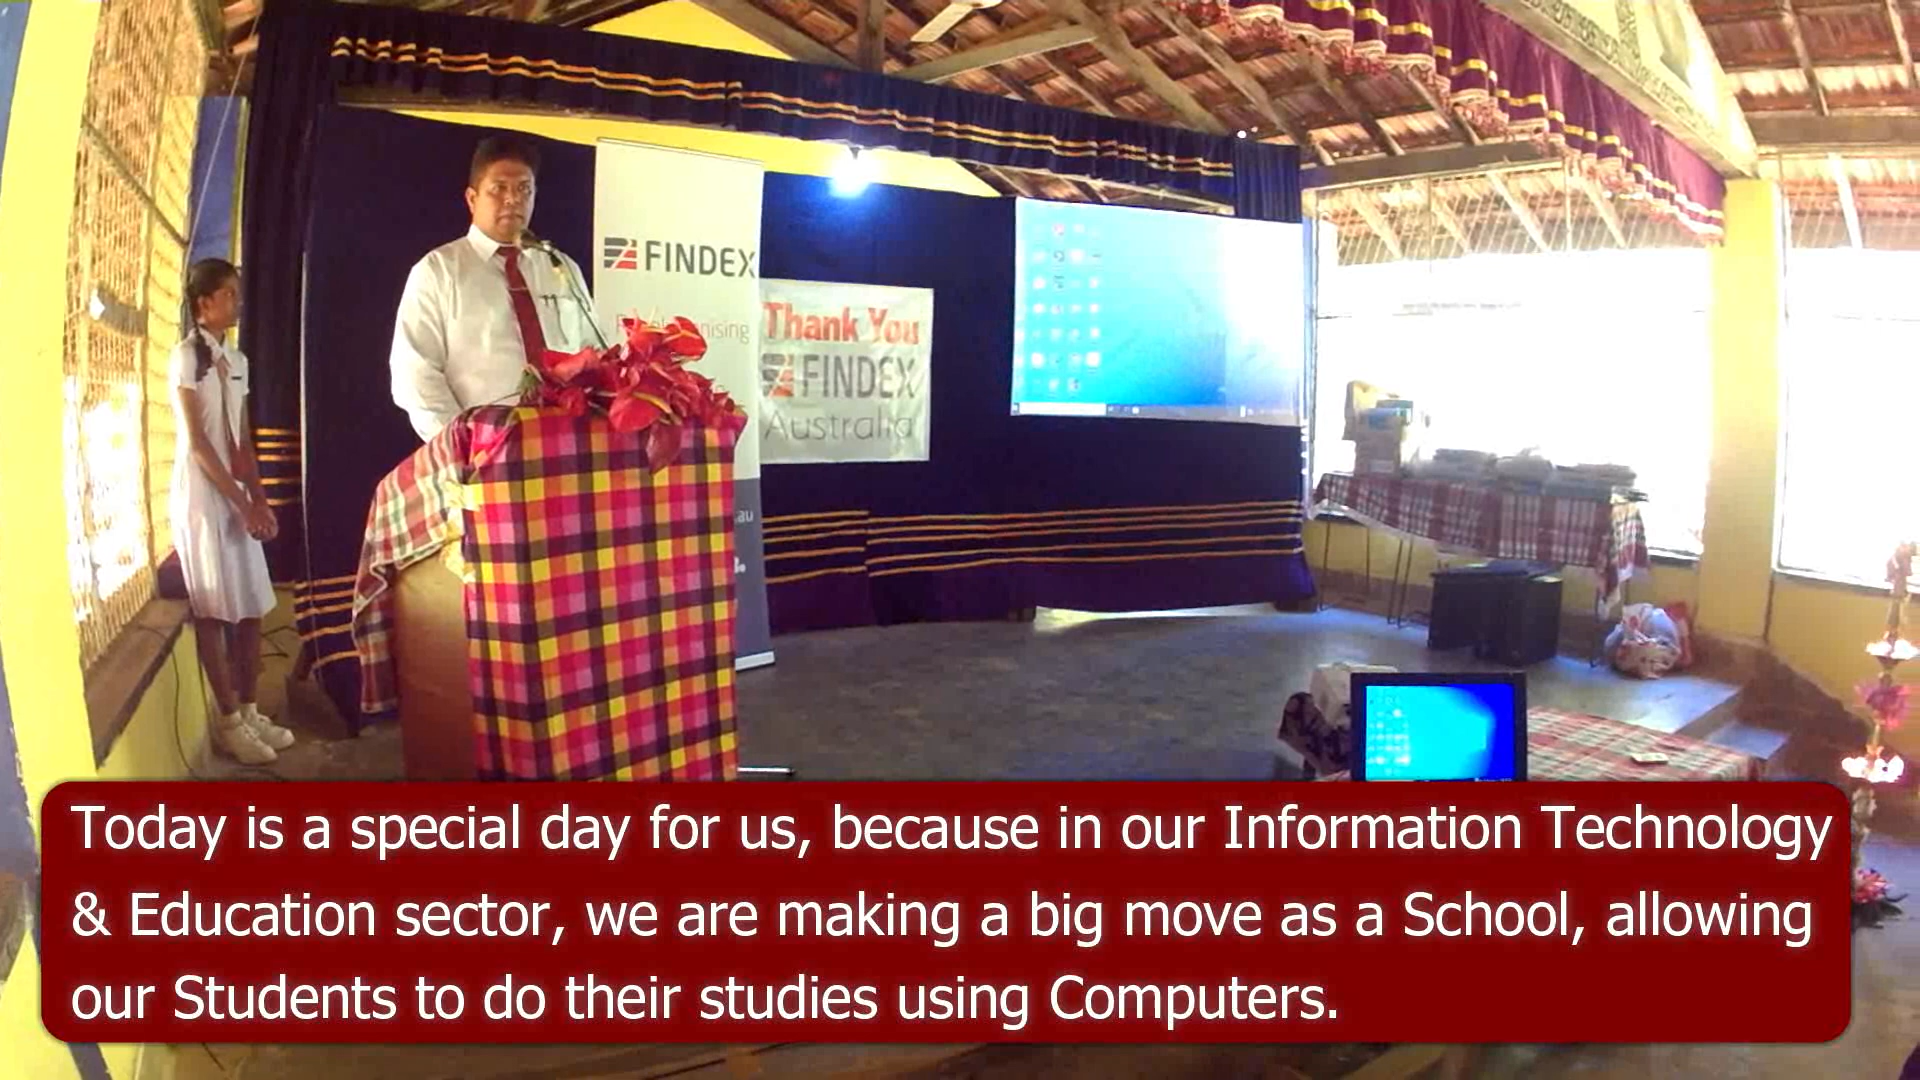 FINDEX
Thank You
FINDEX
Australia
.au
Today is a special day for us, because in our Information Technology
& Education sector, we are making a big move as a School, allowing
our Students to do their studies using Computers.